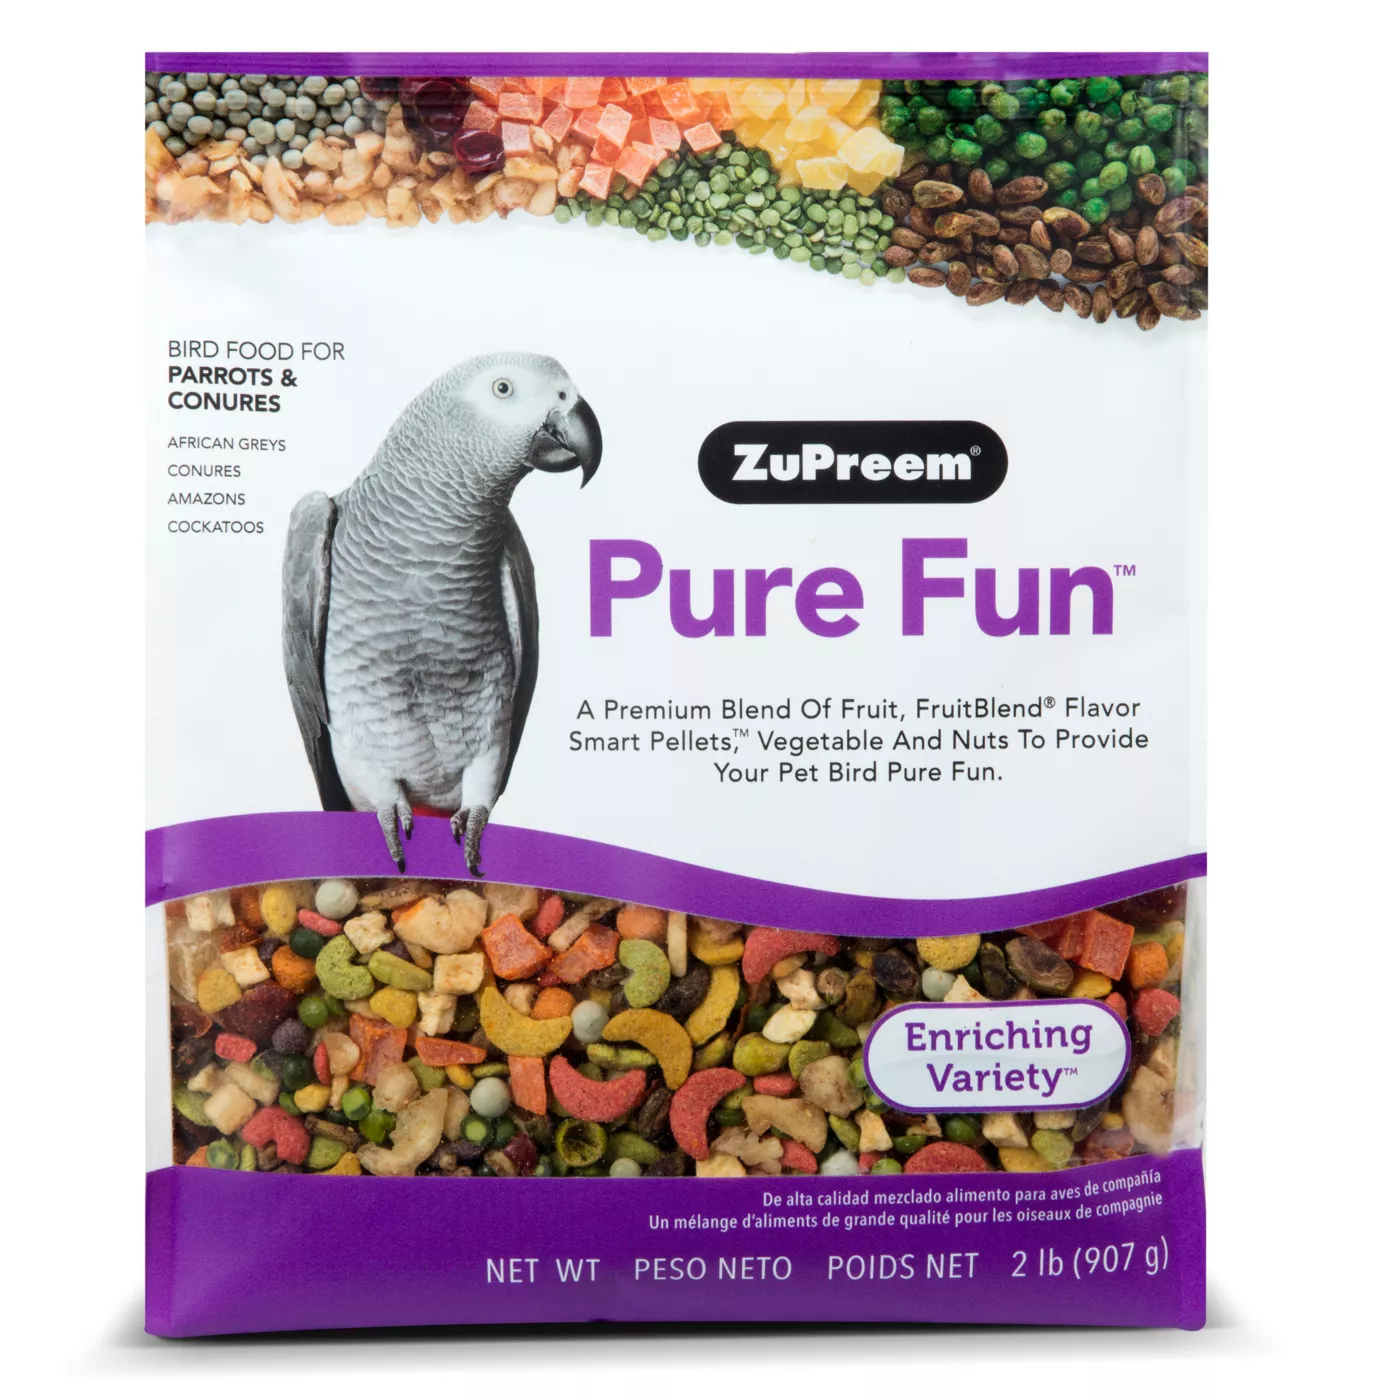 BIRD FOOD FOR
PARROTS &
CONURES
AFRICAN GREYS
CONURES
AMAZONS
COCKATOOS
ZuPreem®
Pure Fun™
A Premium Blend Of Fruit, FruitBlend® Flavor
Smart Pellets,™ Vegetable And Nuts To Provide
Your Pet Bird Pure Fun.
Enriching
Variety™
De alta calidad mezclado alimento para aves de compañía
Un mélange d'aliments de grande qualité pour les oiseaux de compagnie
NET WT PESO NETO POIDS NET 2 lb (907 g)